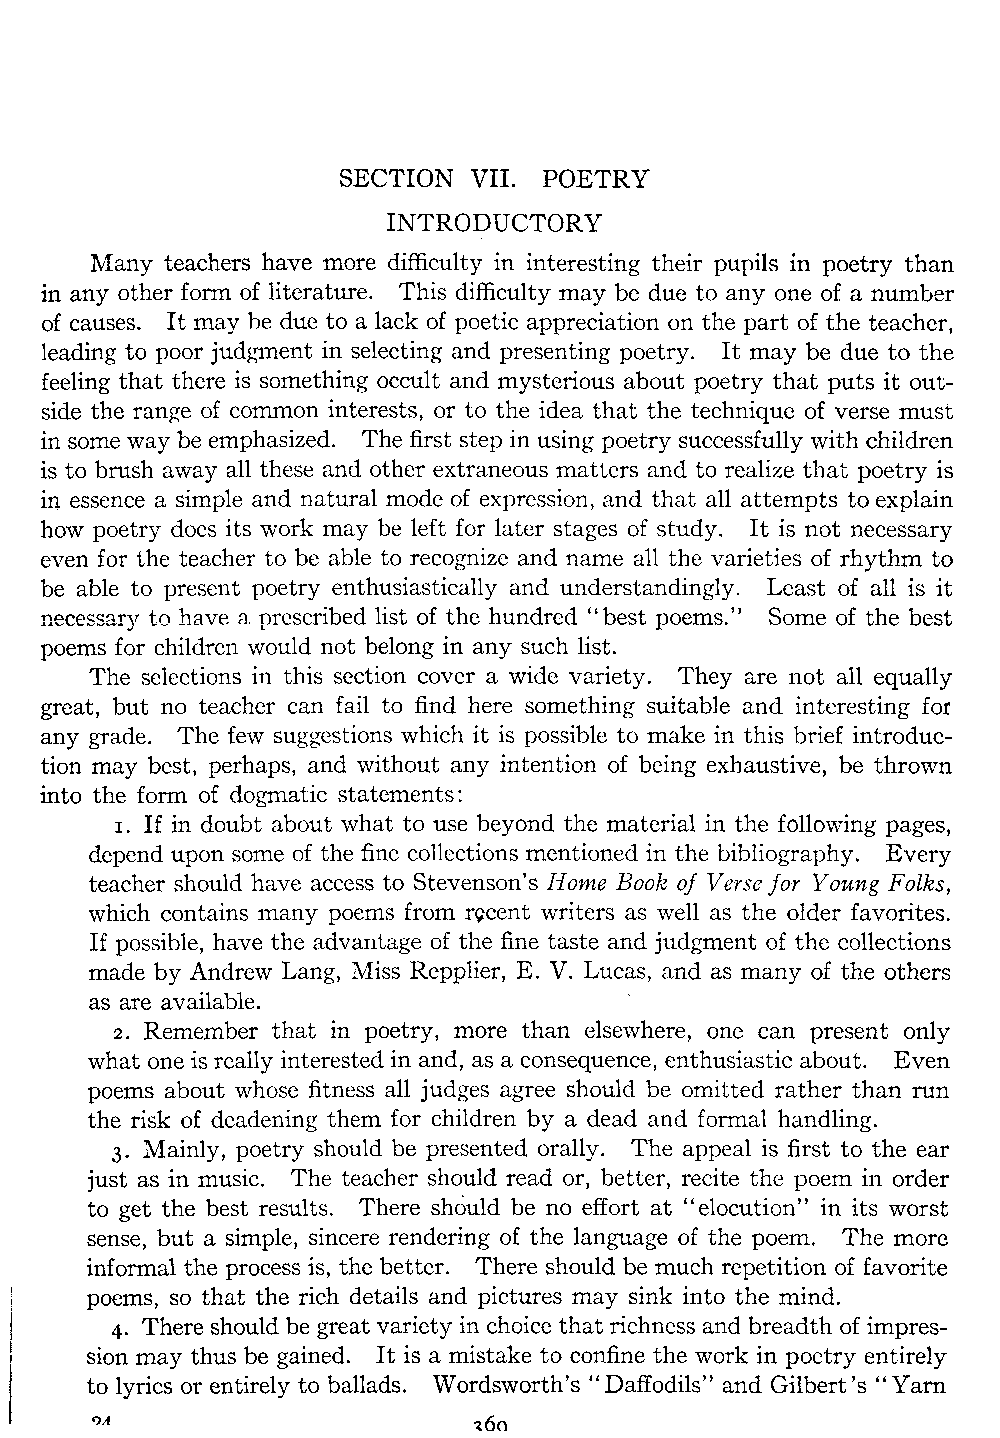 SECTION VII. POETRY
INTRODUCTORY
Many teachers have more difficulty in interesting their pupils in poetry than
in any other form of literature. This difficulty may be due to any one of a number
of causes. It may be due to a lack of poetic appreciation on the part of the teacher,
leading to poor judgment in selecting and presenting poetry. It may be due to the
feeling that there is something occult and mysterious about poetry that puts it out-
side the range of common interests, or to the idea that the technique of verse must
in some way be emphasized. The first step in using poetry successfully with children
is to brush away all these and other extraneous matters and to realize that poetry is
in essence a simple and natural mode of expression, and that all attempts to explain
how poetry does its work may be left for later stages of study. It is not necessary
even for the teacher to be able to recognize and name all the varieties of rhythm to
be able to present poetry enthusiastically and understandingly. Least of all is it
necessary to have a prescribed list of the hundred "best poems." Some of the best
poems for children would not belong in any such list.
The selections in this section cover a wide variety. They are not all equally
great, but no teacher can fail to find here something suitable and interesting for
any grade. The few suggestions which it is possible to make in this brief introduc-
tion may best, perhaps, and without any intention of being exhaustive, be thrown
into the form of dogmatic statements:
1. If in doubt about what to use beyond the material in the following pages,
depend upon some of the fine collections mentioned in the bibliography. Every
teacher should have access to Stevenson's Home Book of Verse for Young Folks,
which contains many poems from recent writers as well as the older favorites.
If possible, have the advantage of the fine taste and judgment of the collections
made by Andrew Lang, Miss Repplier, E. V. Lucas, and as many of the others
as are available.
2. Remember that in poetry, more than elsewhere, one can present only
what one is really interested in and, as a consequence, enthusiastic about. Even
poems about whose fitness all judges agree should be omitted rather than run
the risk of deadening them for children by a dead and formal handling.
3. Mainly, poetry should be presented orally. The appeal is first to the ear
just as in music. The teacher should read or, better, recite the poem in order
to get the best results. There should be no effort at "elocution" in its worst
sense, but a simple, sincere rendering of the language of the poem. The more
informal the process is, the better. There should be much repetition of favorite
poems, so that the rich details and pictures may sink into the mind.
4. There should be great variety in choice that richness and breadth of impres-
sion may thus be gained. It is a mistake to confine the work in poetry entirely
to lyrics or entirely to ballads. Wordsworth's "Daffodils" and Gilbert's "Yarn
24
369